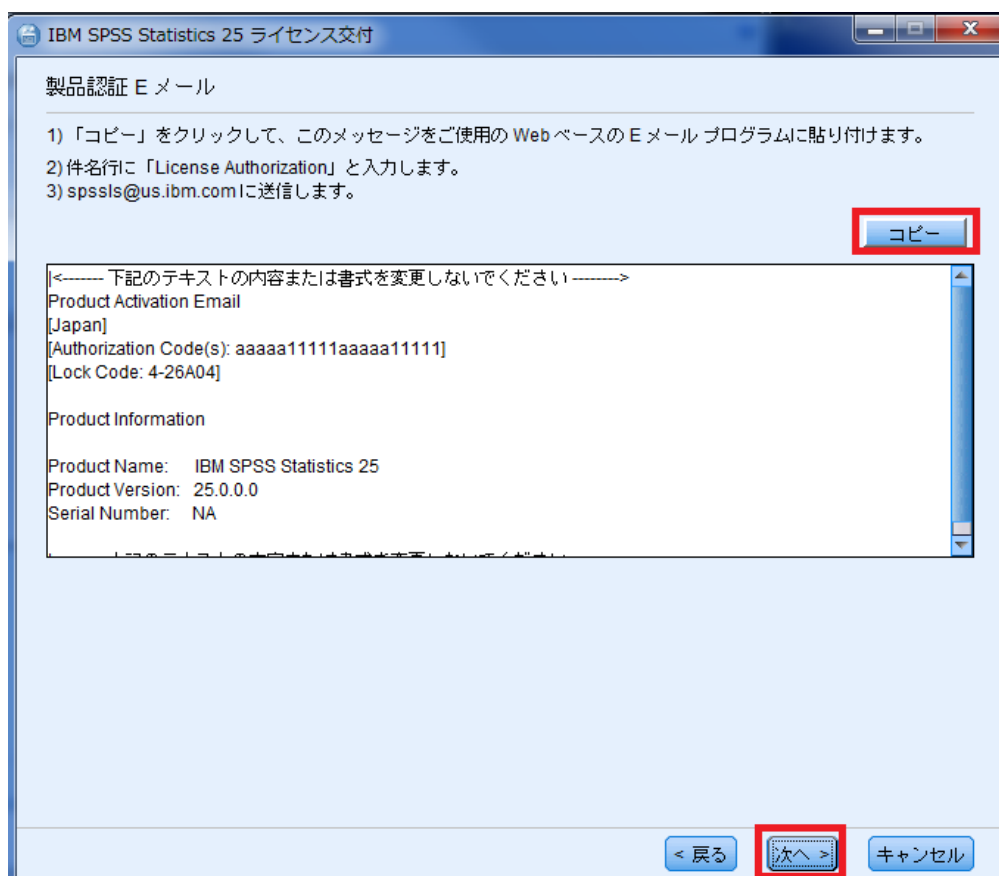 IBM SPSS Statistics 25 ライセンス交付
製品認証 E メール
1)「コピー」をクリックして、このメッセージをご使用の Web ベースの E メール プログラムに貼り付けます。
2) 件名行に「License Authorization」と入力します。
3) spssls@us.ibm.com に送信します。
コピー
|<------- 下記のテキストの内容または書式を変更しないでください -------->
Product Activation Email
[Japan]
[Authorization Code(s): aaaaa11111aaaaa11111]
[Lock Code: 4-26A04]
Product Information
Product Name: IBM SPSS Statistics 25
Product Version: 25.0.0.0
Serial Number: NA
< 戻る
次へ >
キャンセル